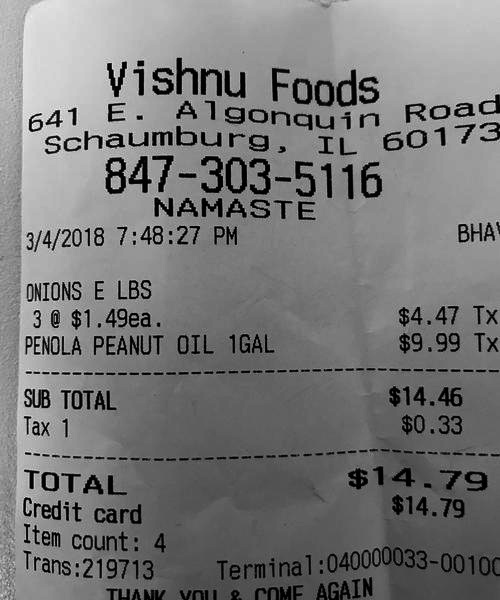 Vishnu Foods
641 E. Algonquin Road
Schaumburg, IL 60173
847-303-5116
NAMASTE
3/4/2018 7:48:27 PM BHAV
ONIONS E LBS
3 @ $1.49ea. $4.47 Tx
PENOLA PEANUT OIL 1GAL $9.99 Tx
SUB TOTAL $14.46
Tax 1 $0.33
TOTAL $14.79
Credit card $14.79
Item count: 4
Trans:219713 Terminal:040000033-00100
THANK YOU & COME AGAIN